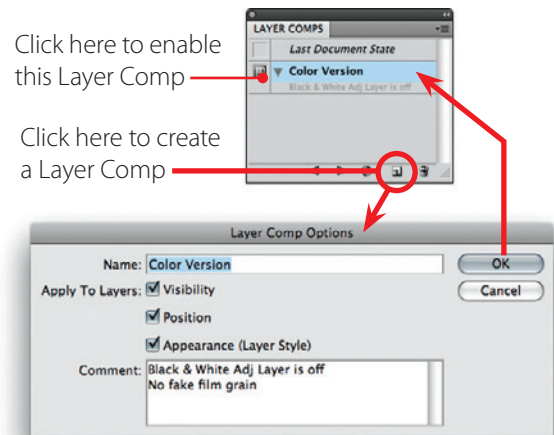 LAYER COMPS
Click here to enable
this Layer Comp
Last Document State
Color Version
Black & White Adj Layer is off
Click here to create
a Layer Comp
Layer Comp Options
Name: Color Version
OK
Apply To Layers: Visibility
Cancel
Position
Appearance (Layer Style)
Comment: Black & White Adj Layer is off
No fake film grain